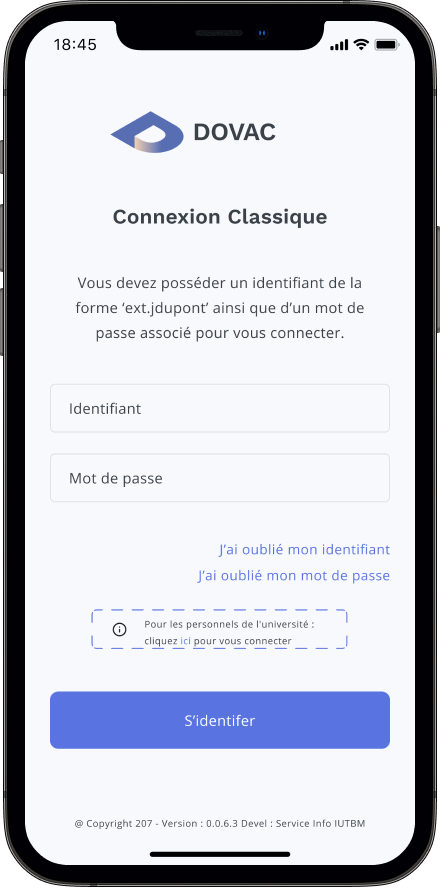 18:45
DOVAC
Connexion Classique
Vous devez posséder un identifiant de la
forme ‘ext.jdupont’ ainsi que d’un mot de
passe associé pour vous connecter.
Identifiant
Mot de passe
J’ai oublié mon identifiant
J’ai oublié mon mot de passe
Pour les personnels de l'université :
cliquez ici pour vous connecter
S’identifer
@ Copyright 207 - Version : 0.0.6.3 Devel : Service Info IUTBM